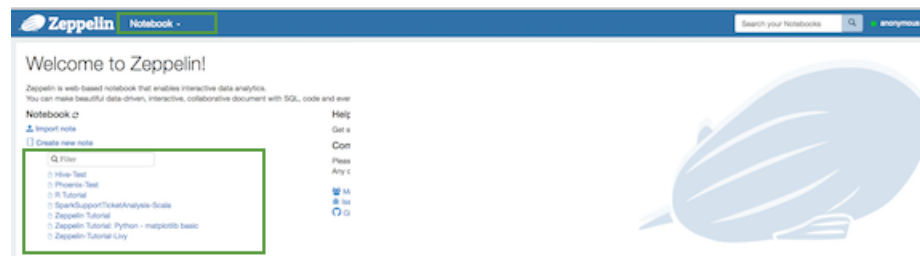 Zeppelin Notebook
Search your Notebooks
anonymous
Welcome to Zeppelin!
Zeppelin is web-based notebook that enables interactive data analytics.
You can make beautiful data-driven, interactive, collaborative document with SQL, code and ever
Notebook
Import note
Create new note
Filter
Hive-Test
Phoenix-Test
R Tutorial
SparkSupportTicketAnalysis-Scala
Zeppelin Tutorial
Zeppelin Tutorial: Python - matplotlib basic
Zeppelin-Tutorial-Livy
Help
Get s
Com
Pleas
Any c
Ma
Iss
Gi